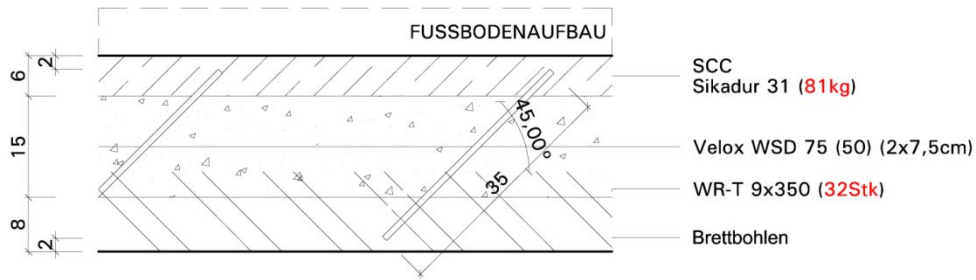 FUSSBODENAUFBAU
2
6
15
8
2
45,00°
35
SCC
Sikadur 31 (81kg)
Velox WSD 75 (50) (2x7,5cm)
WR-T 9x350 (32Stk)
Brettbohlen